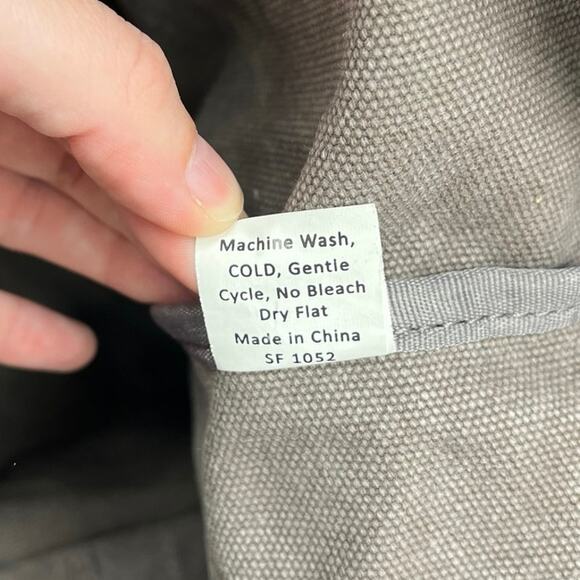 Machine Wash,
COLD, Gentle
Cycle, No Bleach
Dry Flat
Made in China
SF 1052